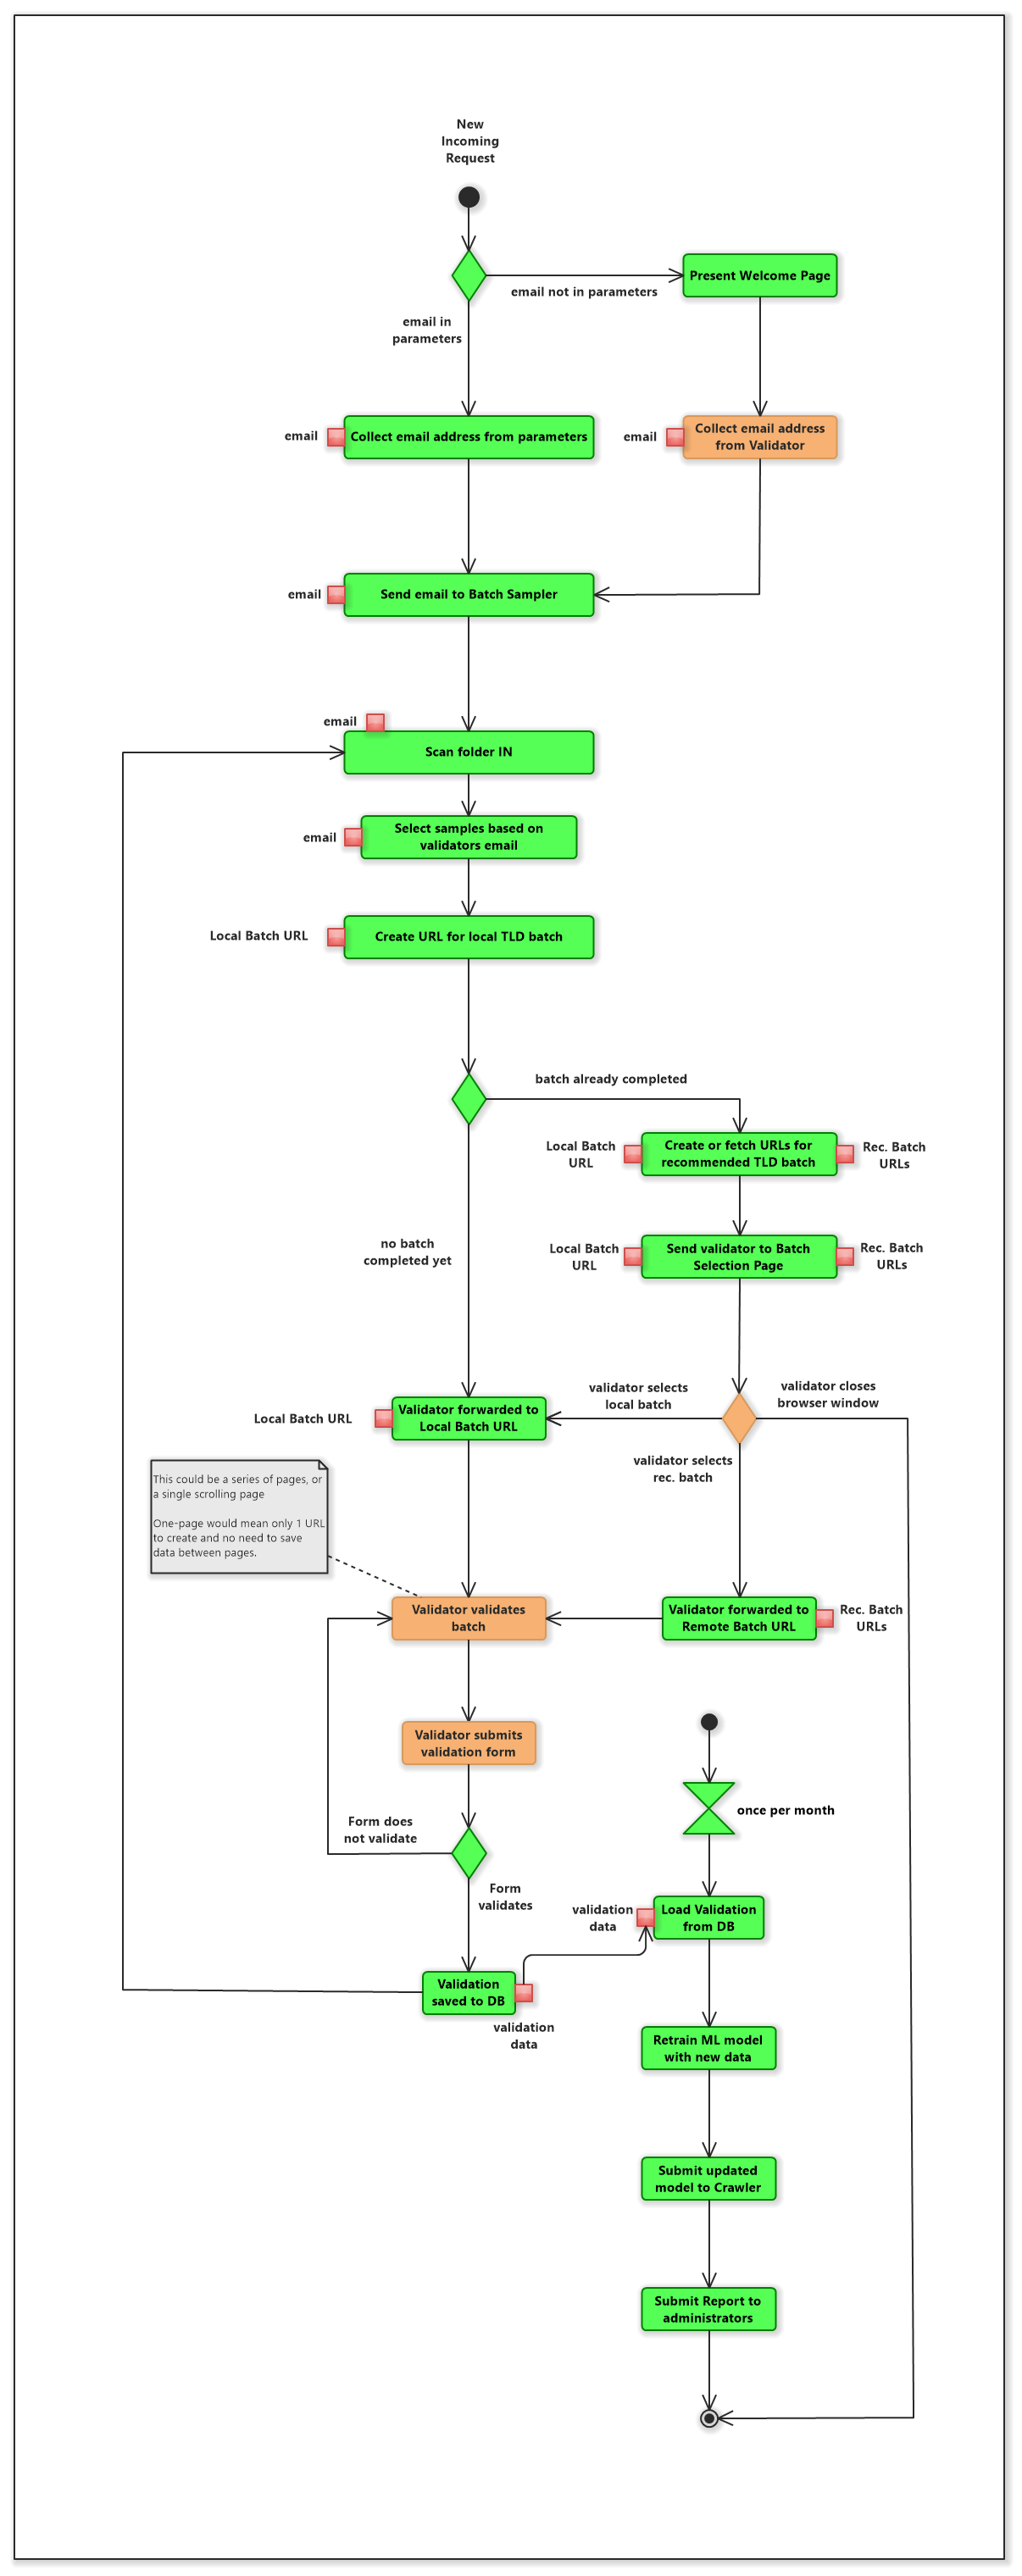 New
Incoming
Request
email not in parameters
Present Welcome Page
email in
parameters
email
Collect email address from parameters
email
Collect email address
from Validator
email
Send email to Batch Sampler
email
Scan folder IN
email
Select samples based on
validators email
Local Batch URL
Create URL for local TLD batch
batch already completed
Local Batch
URL
Create or fetch URLs for
recommended TLD batch
Rec. Batch
URLs
no batch
completed yet
Local Batch
URL
Send validator to Batch
Selection Page
Rec. Batch
URLs
validator selects
local batch
validator closes
browser window
Local Batch URL
Validator forwarded to
Local Batch URL
validator selects
rec. batch
This could be a series of pages, or
a single scrolling page
One-page would mean only 1 URL
to create and no need to save
data between pages.
Validator validates
batch
Validator forwarded to
Remote Batch URL
Rec. Batch
URLs
Validator submits
validation form
once per month
Form does
not validate
Form
validates
validation
data
Load Validation
from DB
Validation
saved to DB
validation
data
Retrain ML model
with new data
Submit updated
model to Crawler
Submit Report to
administrators